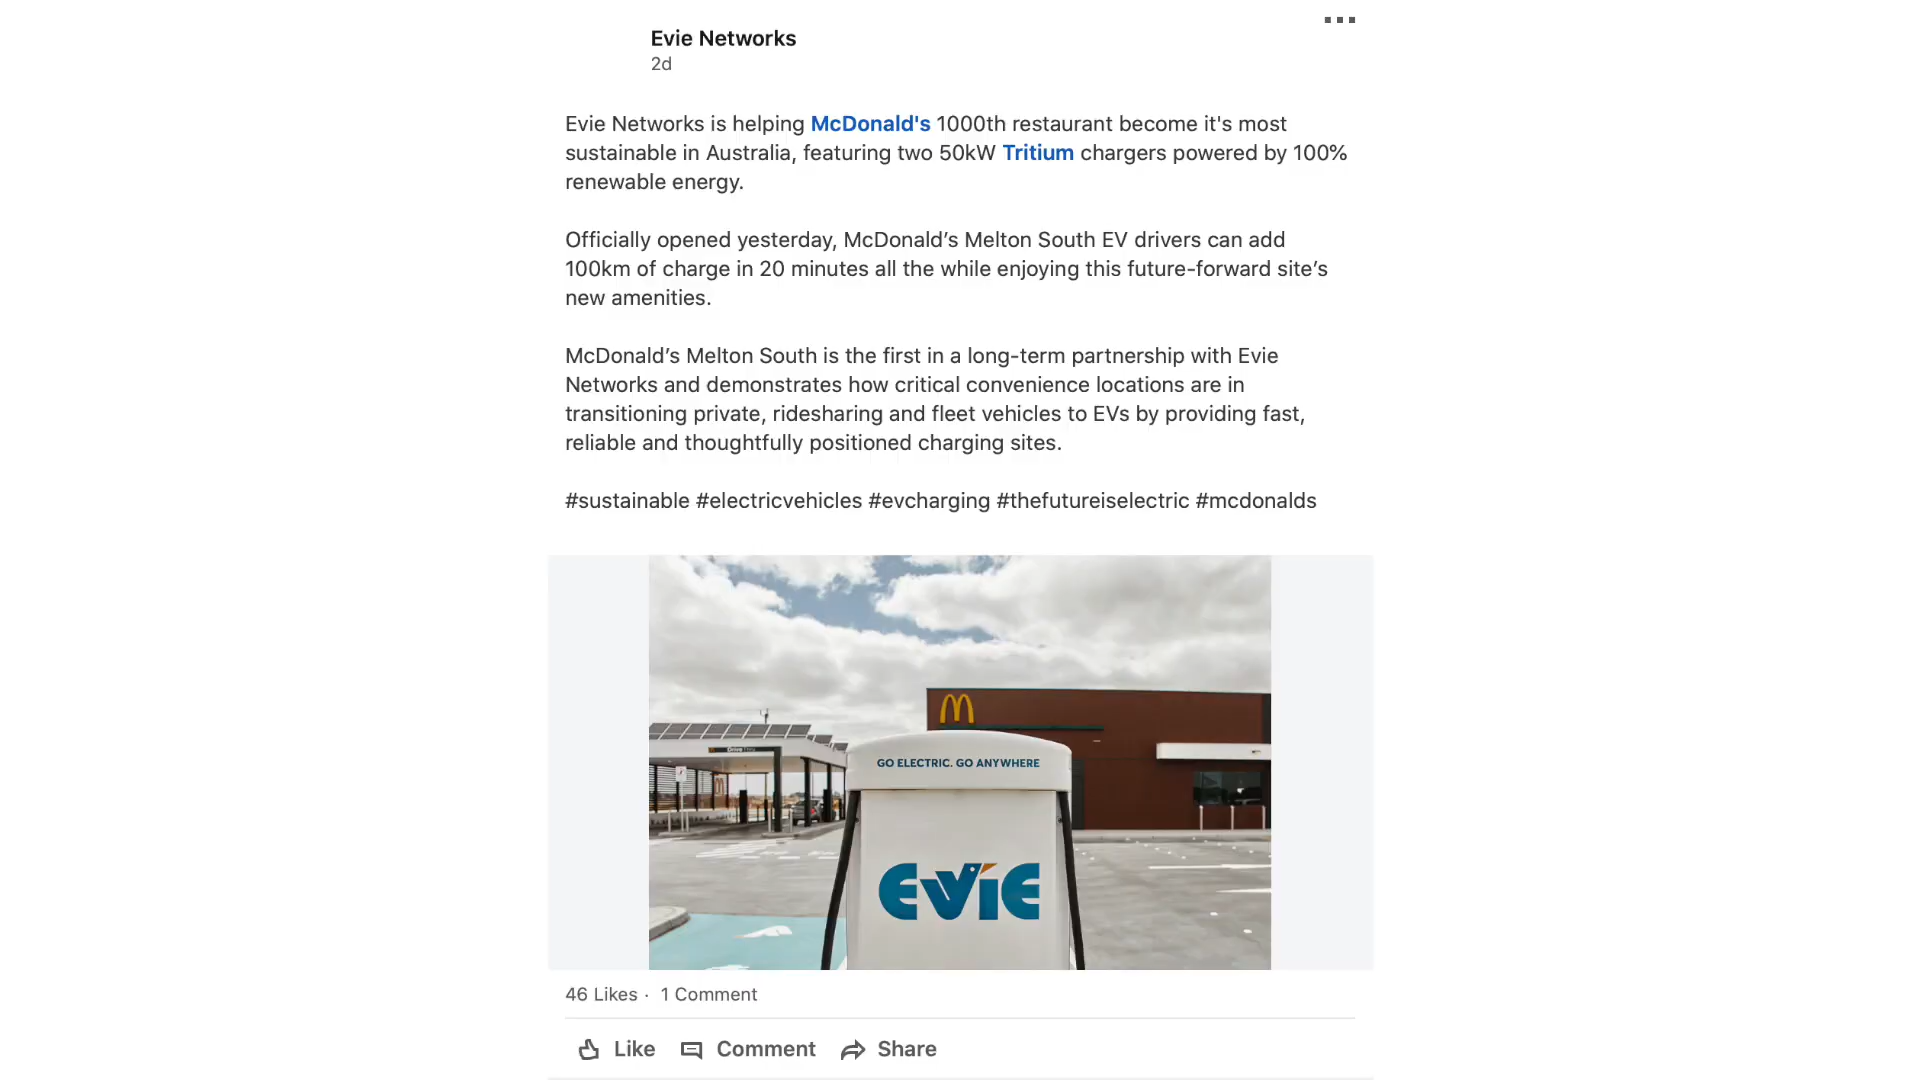 Evie Networks
2d
Evie Networks is helping McDonald's 1000th restaurant become it's most
sustainable in Australia, featuring two 50kW Tritium chargers powered by 100%
renewable energy.
Officially opened yesterday, McDonald’s Melton South EV drivers can add
100km of charge in 20 minutes all the while enjoying this future-forward site’s
new amenities.
McDonald’s Melton South is the first in a long-term partnership with Evie
Networks and demonstrates how critical convenience locations are in
transitioning private, ridesharing and fleet vehicles to EVs by providing fast,
reliable and thoughtfully positioned charging sites.
#sustainable #electricvehicles #evcharging #thefutureiselectric #mcdonalds
GO ELECTRIC. GO ANYWHERE
EVIE
46 Likes · 1 Comment
Like Comment Share